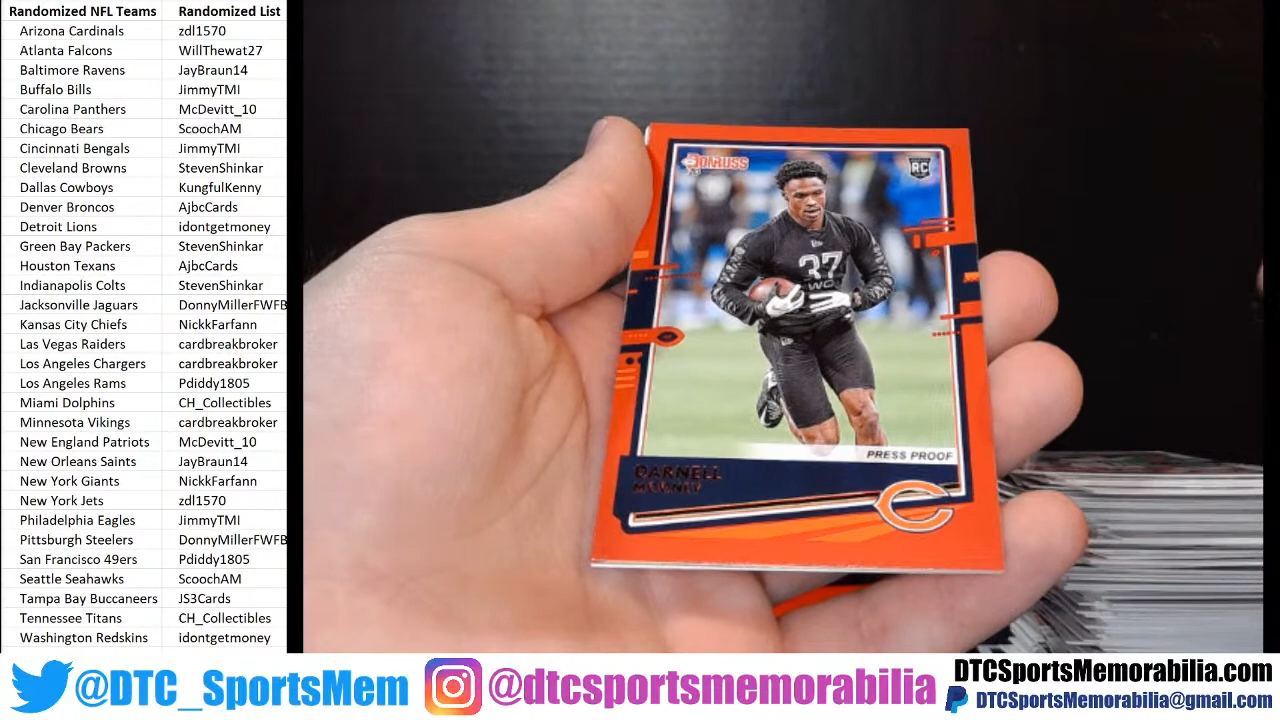 Randomized NFL Teams Randomized List
Arizona Cardinals zdl1570
Atlanta Falcons WillThewat27
Baltimore Ravens JayBraun14
Buffalo Bills JimmyTMI
Carolina Panthers McDevitt_10
Chicago Bears ScoochAM
Cincinnati Bengals JimmyTMI
Cleveland Browns StevenShinkar
Dallas Cowboys KungfulKenny
Denver Broncos AjbcCards
Detroit Lions idontgetmoney
Green Bay Packers StevenShinkar
Houston Texans AjbcCards
Indianapolis Colts StevenShinkar
Jacksonville Jaguars DonnyMillerFWFB
Kansas City Chiefs NickkFarfann
Las Vegas Raiders cardbreakbroker
Los Angeles Chargers cardbreakbroker
Los Angeles Rams Pdiddy1805
Miami Dolphins CH_Collectibles
Minnesota Vikings cardbreakbroker
New England Patriots McDevitt_10
New Orleans Saints JayBraun14
New York Giants NickkFarfann
New York Jets zdl1570
Philadelphia Eagles JimmyTMI
Pittsburgh Steelers DonnyMillerFWFB
San Francisco 49ers Pdiddy1805
Seattle Seahawks ScoochAM
Tampa Bay Buccaneers JS3Cards
Tennessee Titans CH_Collectibles
Washington Redskins idontgetmoney
DONRUSS
RC
37
WO
PRESS PROOF
DARNELL
MOONEY
C
@DTC_SportsMem
@dtcsportsmemorabilia
DTCSportsMemorabilia.com
DTCSportsMemorabilia@gmail.com